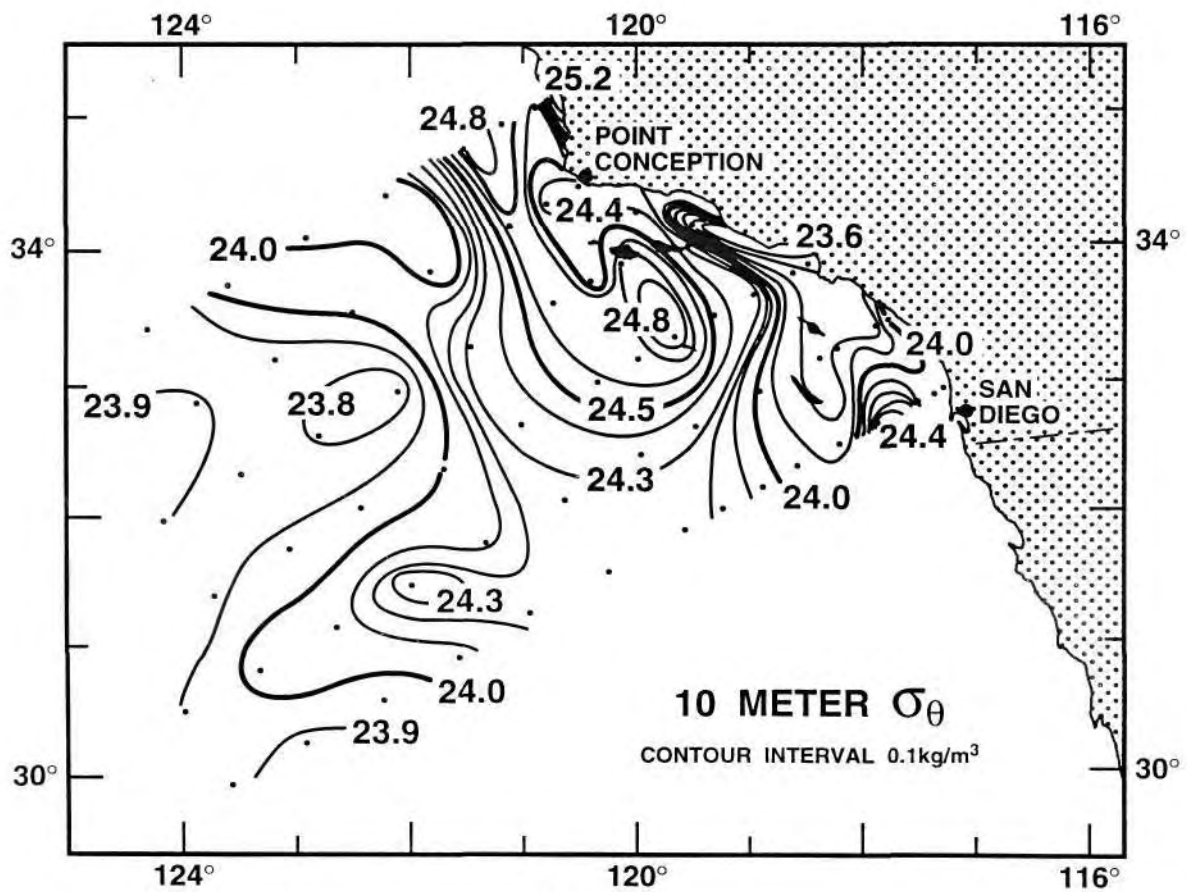 124° 120° 116°
25.2
24.8
POINT
CONCEPTION
24.4
34° 24.0 23.6 34°
24.8
24.0
23.9 23.8 24.5 SAN
DIEGO
24.4
24.3 24.0
24.3
24.0
10 METER σθ
23.9
CONTOUR INTERVAL 0.1kg/m³
30° 30°
124° 120° 116°